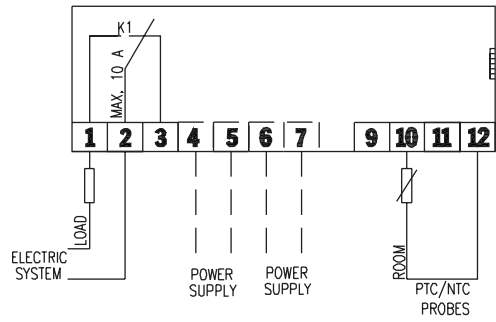 K1
MAX. 10 A
1 2 3 4 5 6 7 9 10 11 12
LOAD
ROOM
ELECTRIC
SYSTEM
POWER
SUPPLY
POWER
SUPPLY
PTC/NTC
PROBES